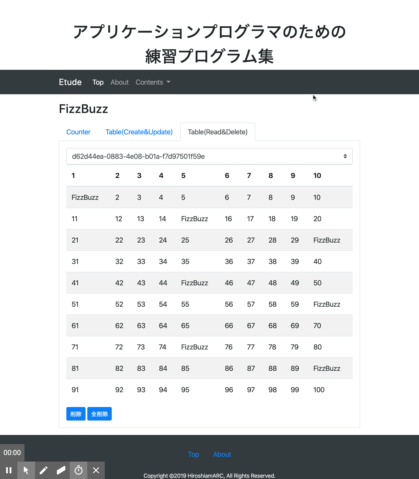 アプリケーションプログラマのための
練習プログラム集
Etude Top About Contents
FizzBuzz
Counter Table(Create&Update) Table(Read&Delete)
d62d44ea-0883-4e08-b01a-f7d97501f59e
1 2 3 4 5 6 7 8 9 10
FizzBuzz 2 3 4 5 6 7 8 9 10
11 12 13 14 FizzBuzz 16 17 18 19 20
21 22 23 24 25 26 27 28 29 FizzBuzz
31 32 33 34 35 36 37 38 39 40
41 42 43 44 FizzBuzz 46 47 48 49 50
51 52 53 54 55 56 57 58 59 FizzBuzz
61 62 63 64 65 66 67 68 69 70
71 72 73 74 FizzBuzz 76 77 78 79 80
81 82 83 84 85 86 87 88 89 FizzBuzz
91 92 93 94 95 96 97 98 99 100
削除 全削除
00:00
Top About
Copyright ©2019 HiroshiamARC, All Rights Reserved.